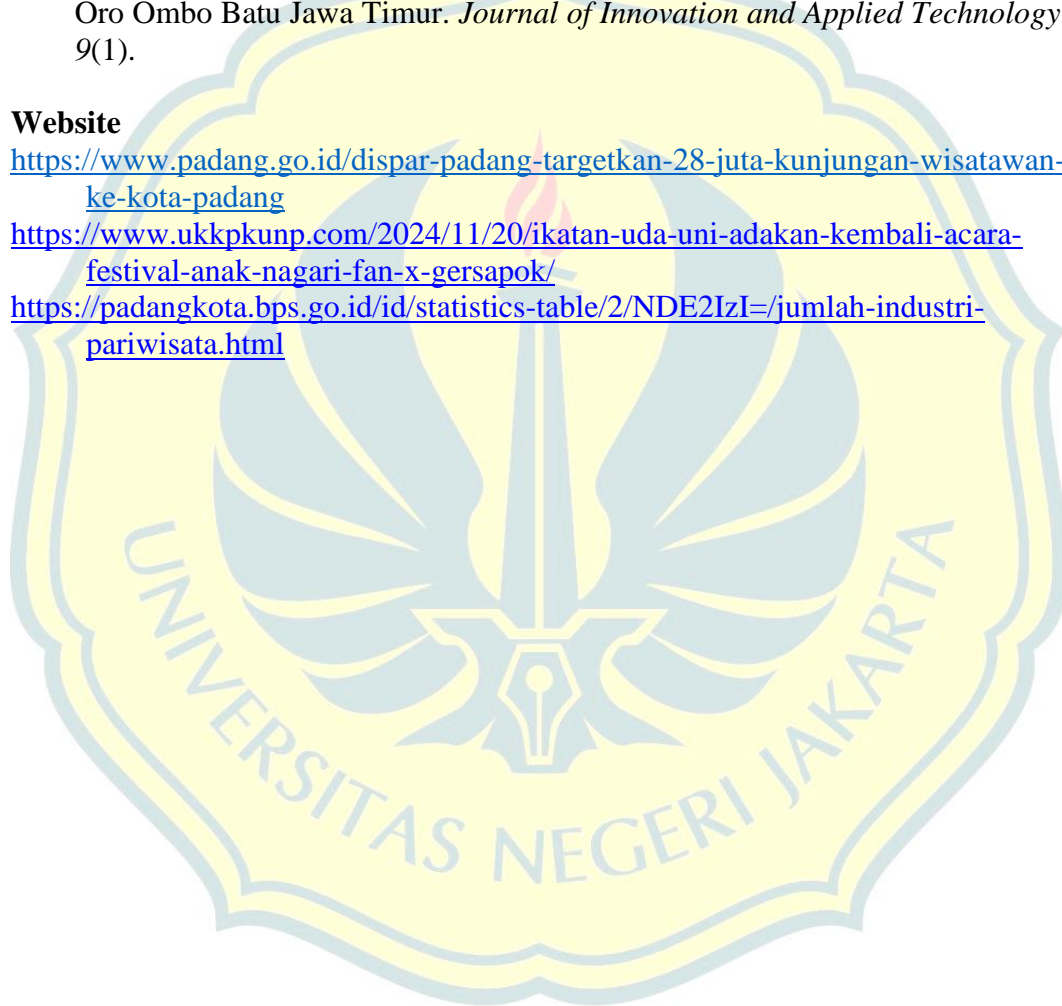 Oro Ombo Batu Jawa Timur. Journal of Innovation and Applied Technology
9(1).
Website
https://www.padang.go.id/dispar-padang-targetkan-28-juta-kunjungan-wisatawan-
ke-kota-padang
https://www.ukkpkunp.com/2024/11/20/ikatan-uda-uni-adakan-kembali-acara-
festival-anak-nagari-fan-x-gersapok/
https://padangkota.bps.go.id/id/statistics-table/2/NDE2IzI=/jumlah-industri-
pariwisata.html
UNIVERSITAS NEGERI JAKARTA